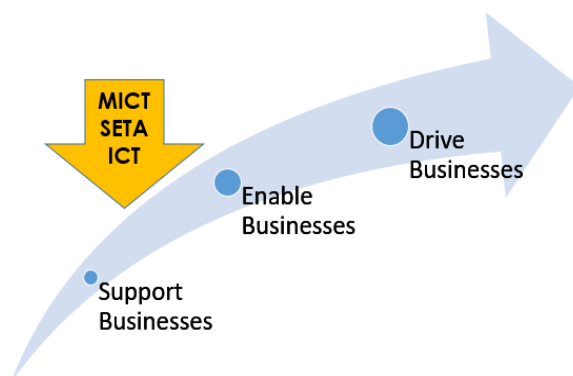 MICT
SETA
ICT
Drive
Businesses
Enable
Businesses
Support
Businesses